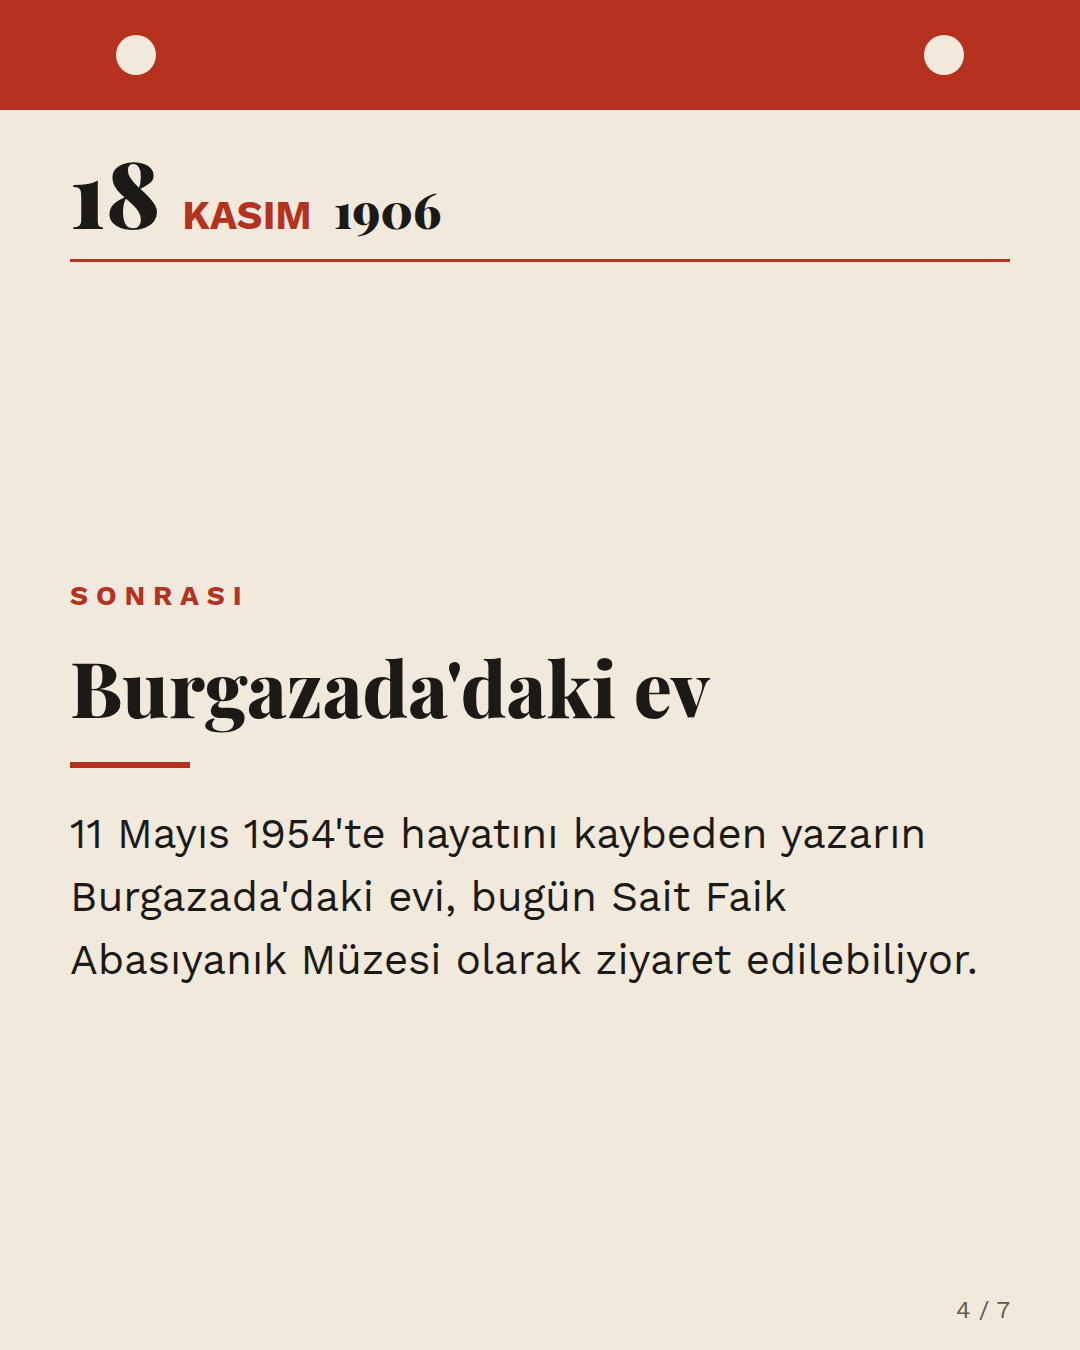 18 KASIM 1906
SONRASI
Burgazada'daki ev
11 Mayıs 1954'te hayatını kaybeden yazarın
Burgazada'daki evi, bugün Sait Faik
Abasıyanık Müzesi olarak ziyaret edilebiliyor.
4 / 7